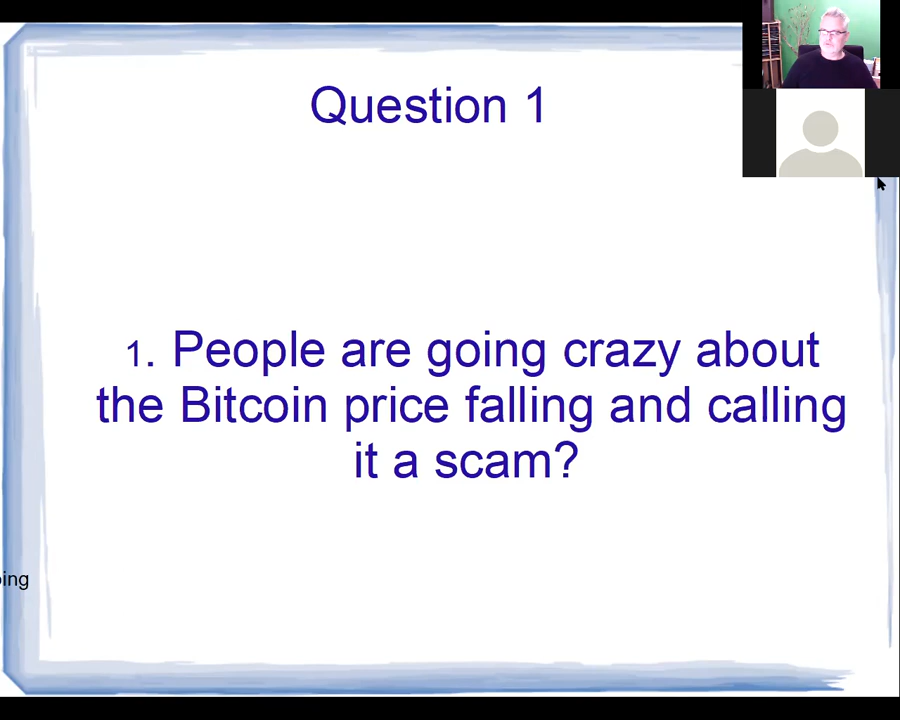 Question 1
1. People are going crazy about
the Bitcoin price falling and calling
it a scam?